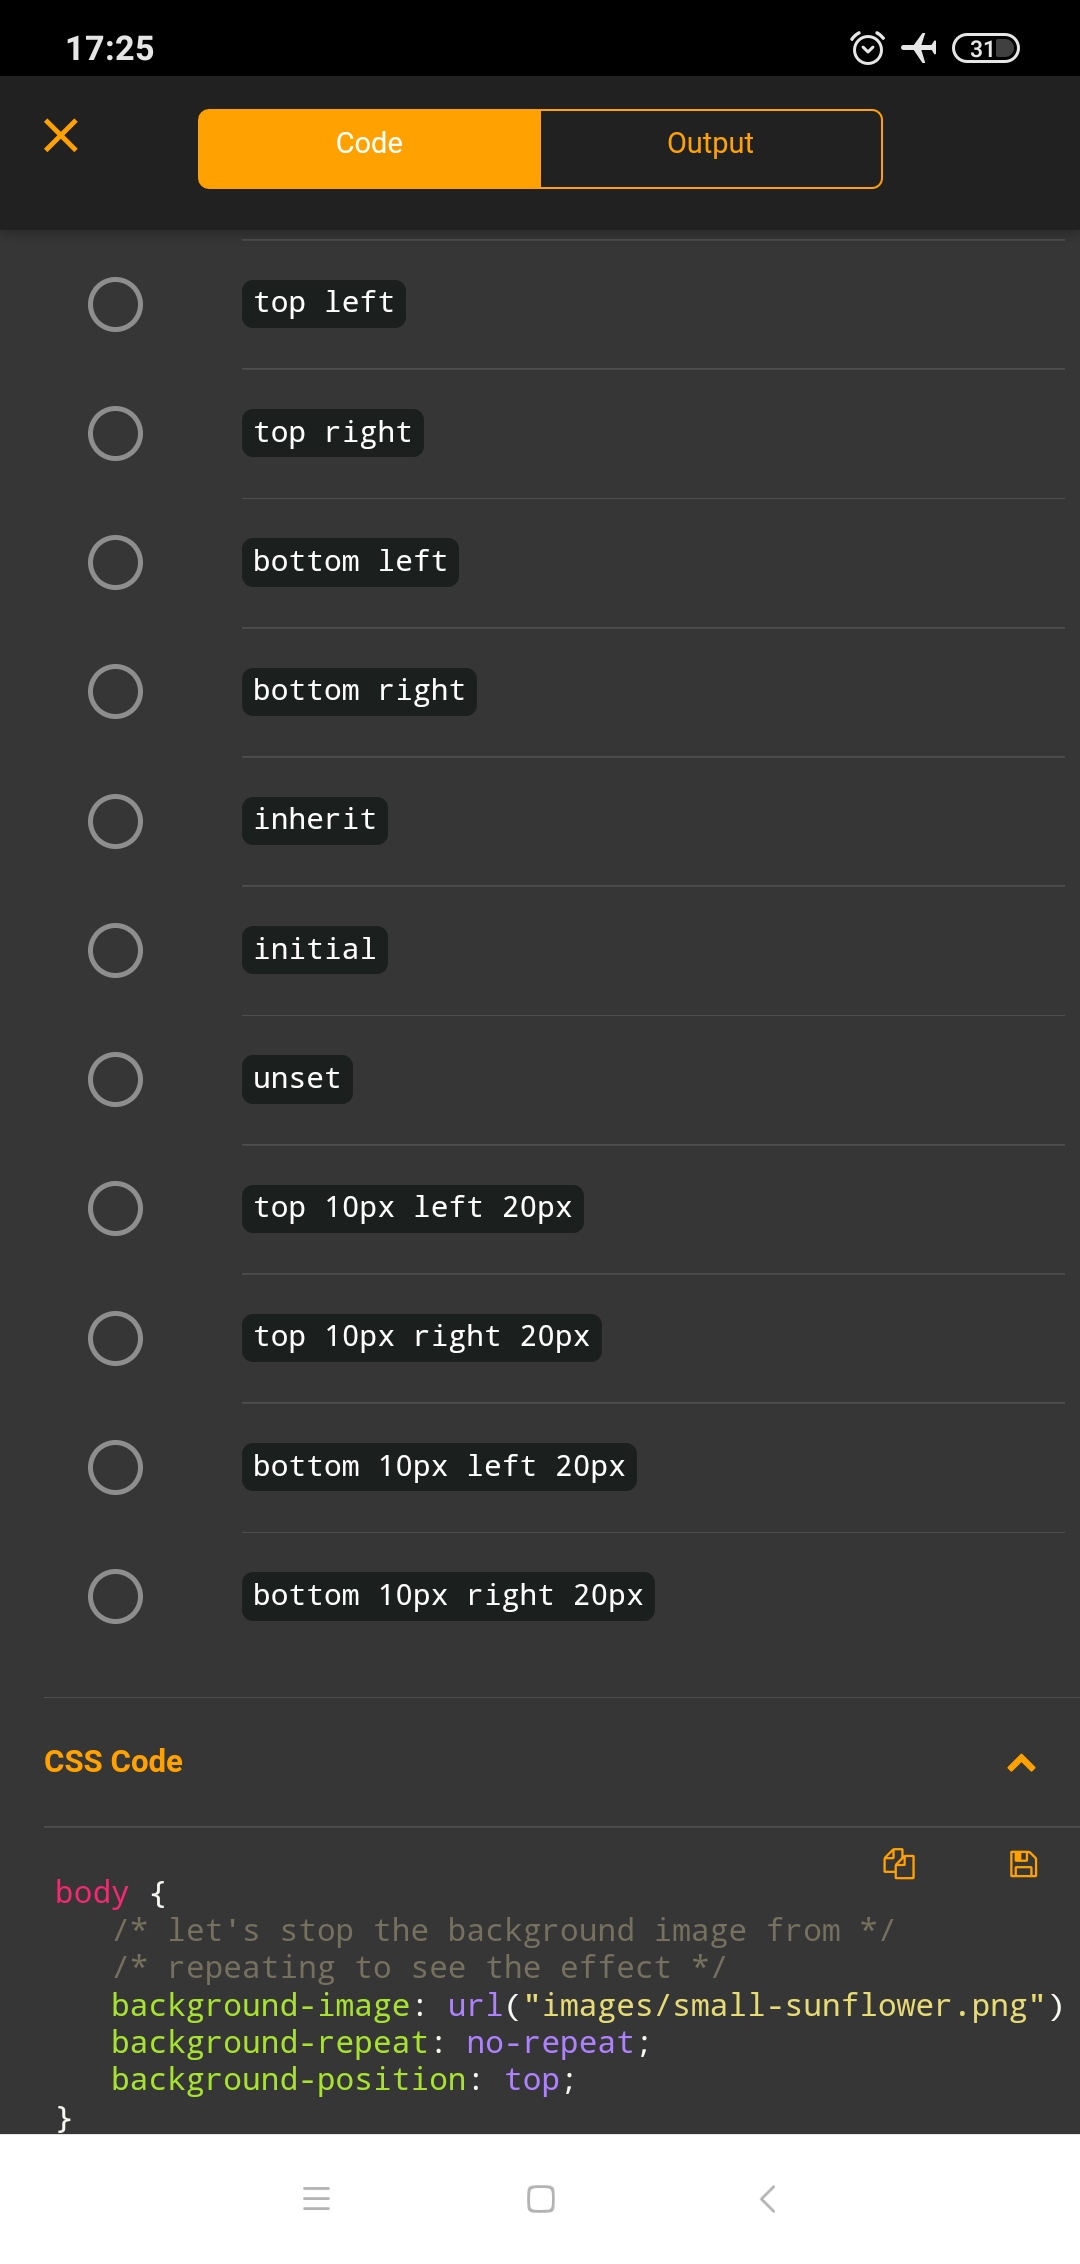 17:25
31
Code
Output
top left
top right
bottom left
bottom right
inherit
initial
unset
top 10px left 20px
top 10px right 20px
bottom 10px left 20px
bottom 10px right 20px
CSS Code
body {
/* let's stop the background image from */
/* repeating to see the effect */
background-image: url("images/small-sunflower.png")
background-repeat: no-repeat;
background-position: top;
}